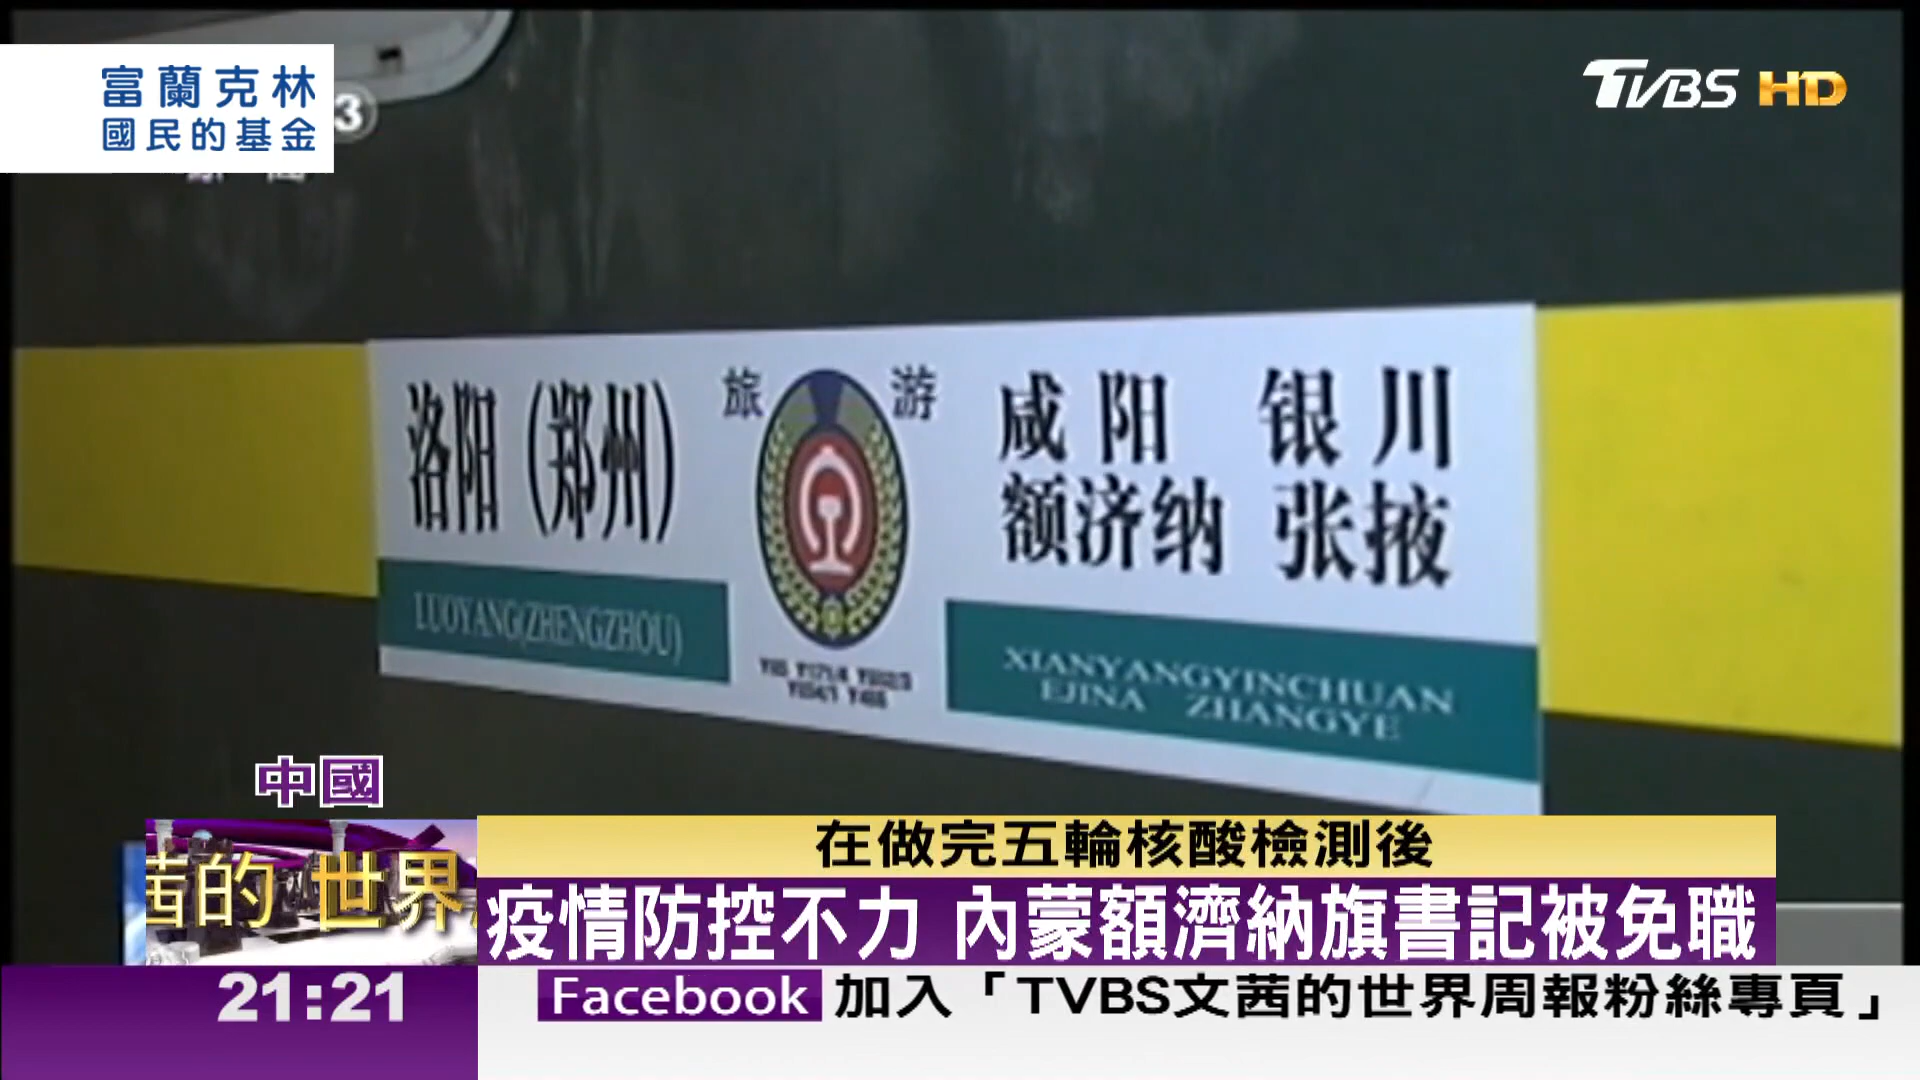 富蘭克林
國民的基金
3
TVBS HD
旅 游
洛阳（郑州）
咸阳 银川
额济纳 张掖
LUOYANG(ZHENGZHOU)
XIANYANGYINCHUAN
EJINA ZHANGYE
中國
茜的 世界
在做完五輪核酸檢測後
疫情防控不力 內蒙額濟納旗書記被免職
21:21
Facebook 加入「TVBS文茜的世界周報粉絲專頁」